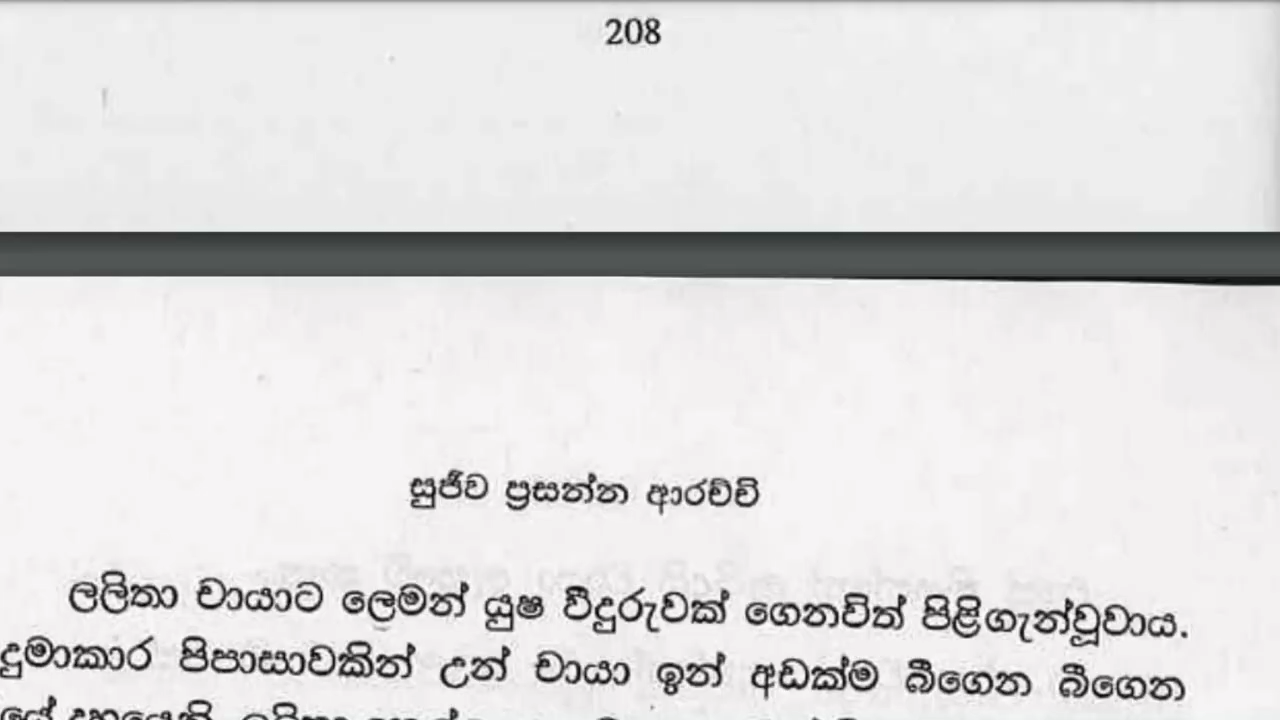 208
සුජීව ප්‍රසන්න ආරච්චි
ලලිතා චායාට ලෙමන් යුෂ වීදුරුවක් ගෙනවිත් පිළිගැන්වූවාය.
දුමාකාර පිපාසාවකින් උන් චායා ඉන් අඩක්ම බීගෙන බීගෙන